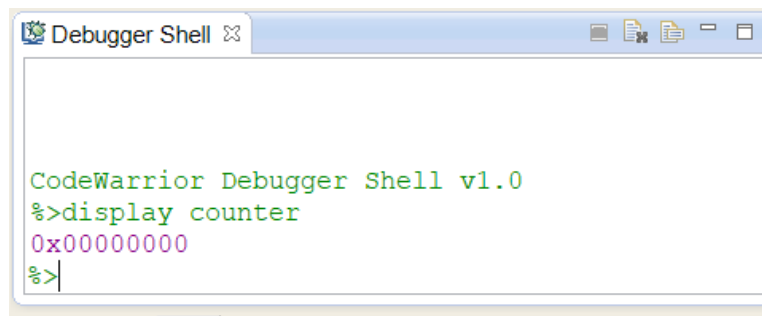 Debugger Shell
CodeWarrior Debugger Shell v1.0
%>display counter
0x00000000
%>